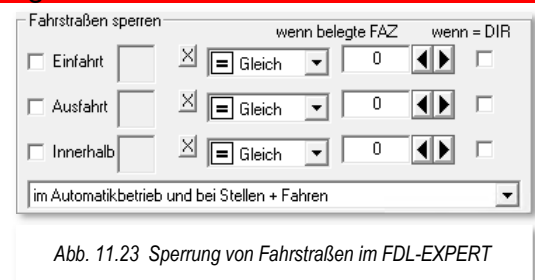 Fahrstraßen sperren
wenn belegte FAZ wenn = DIR
Einfahrt X = Gleich 0
Ausfahrt X = Gleich 0
Innerhalb X = Gleich 0
im Automatikbetrieb und bei Stellen + Fahren
Abb. 11.23 Sperrung von Fahrstraßen im FDL-EXPERT